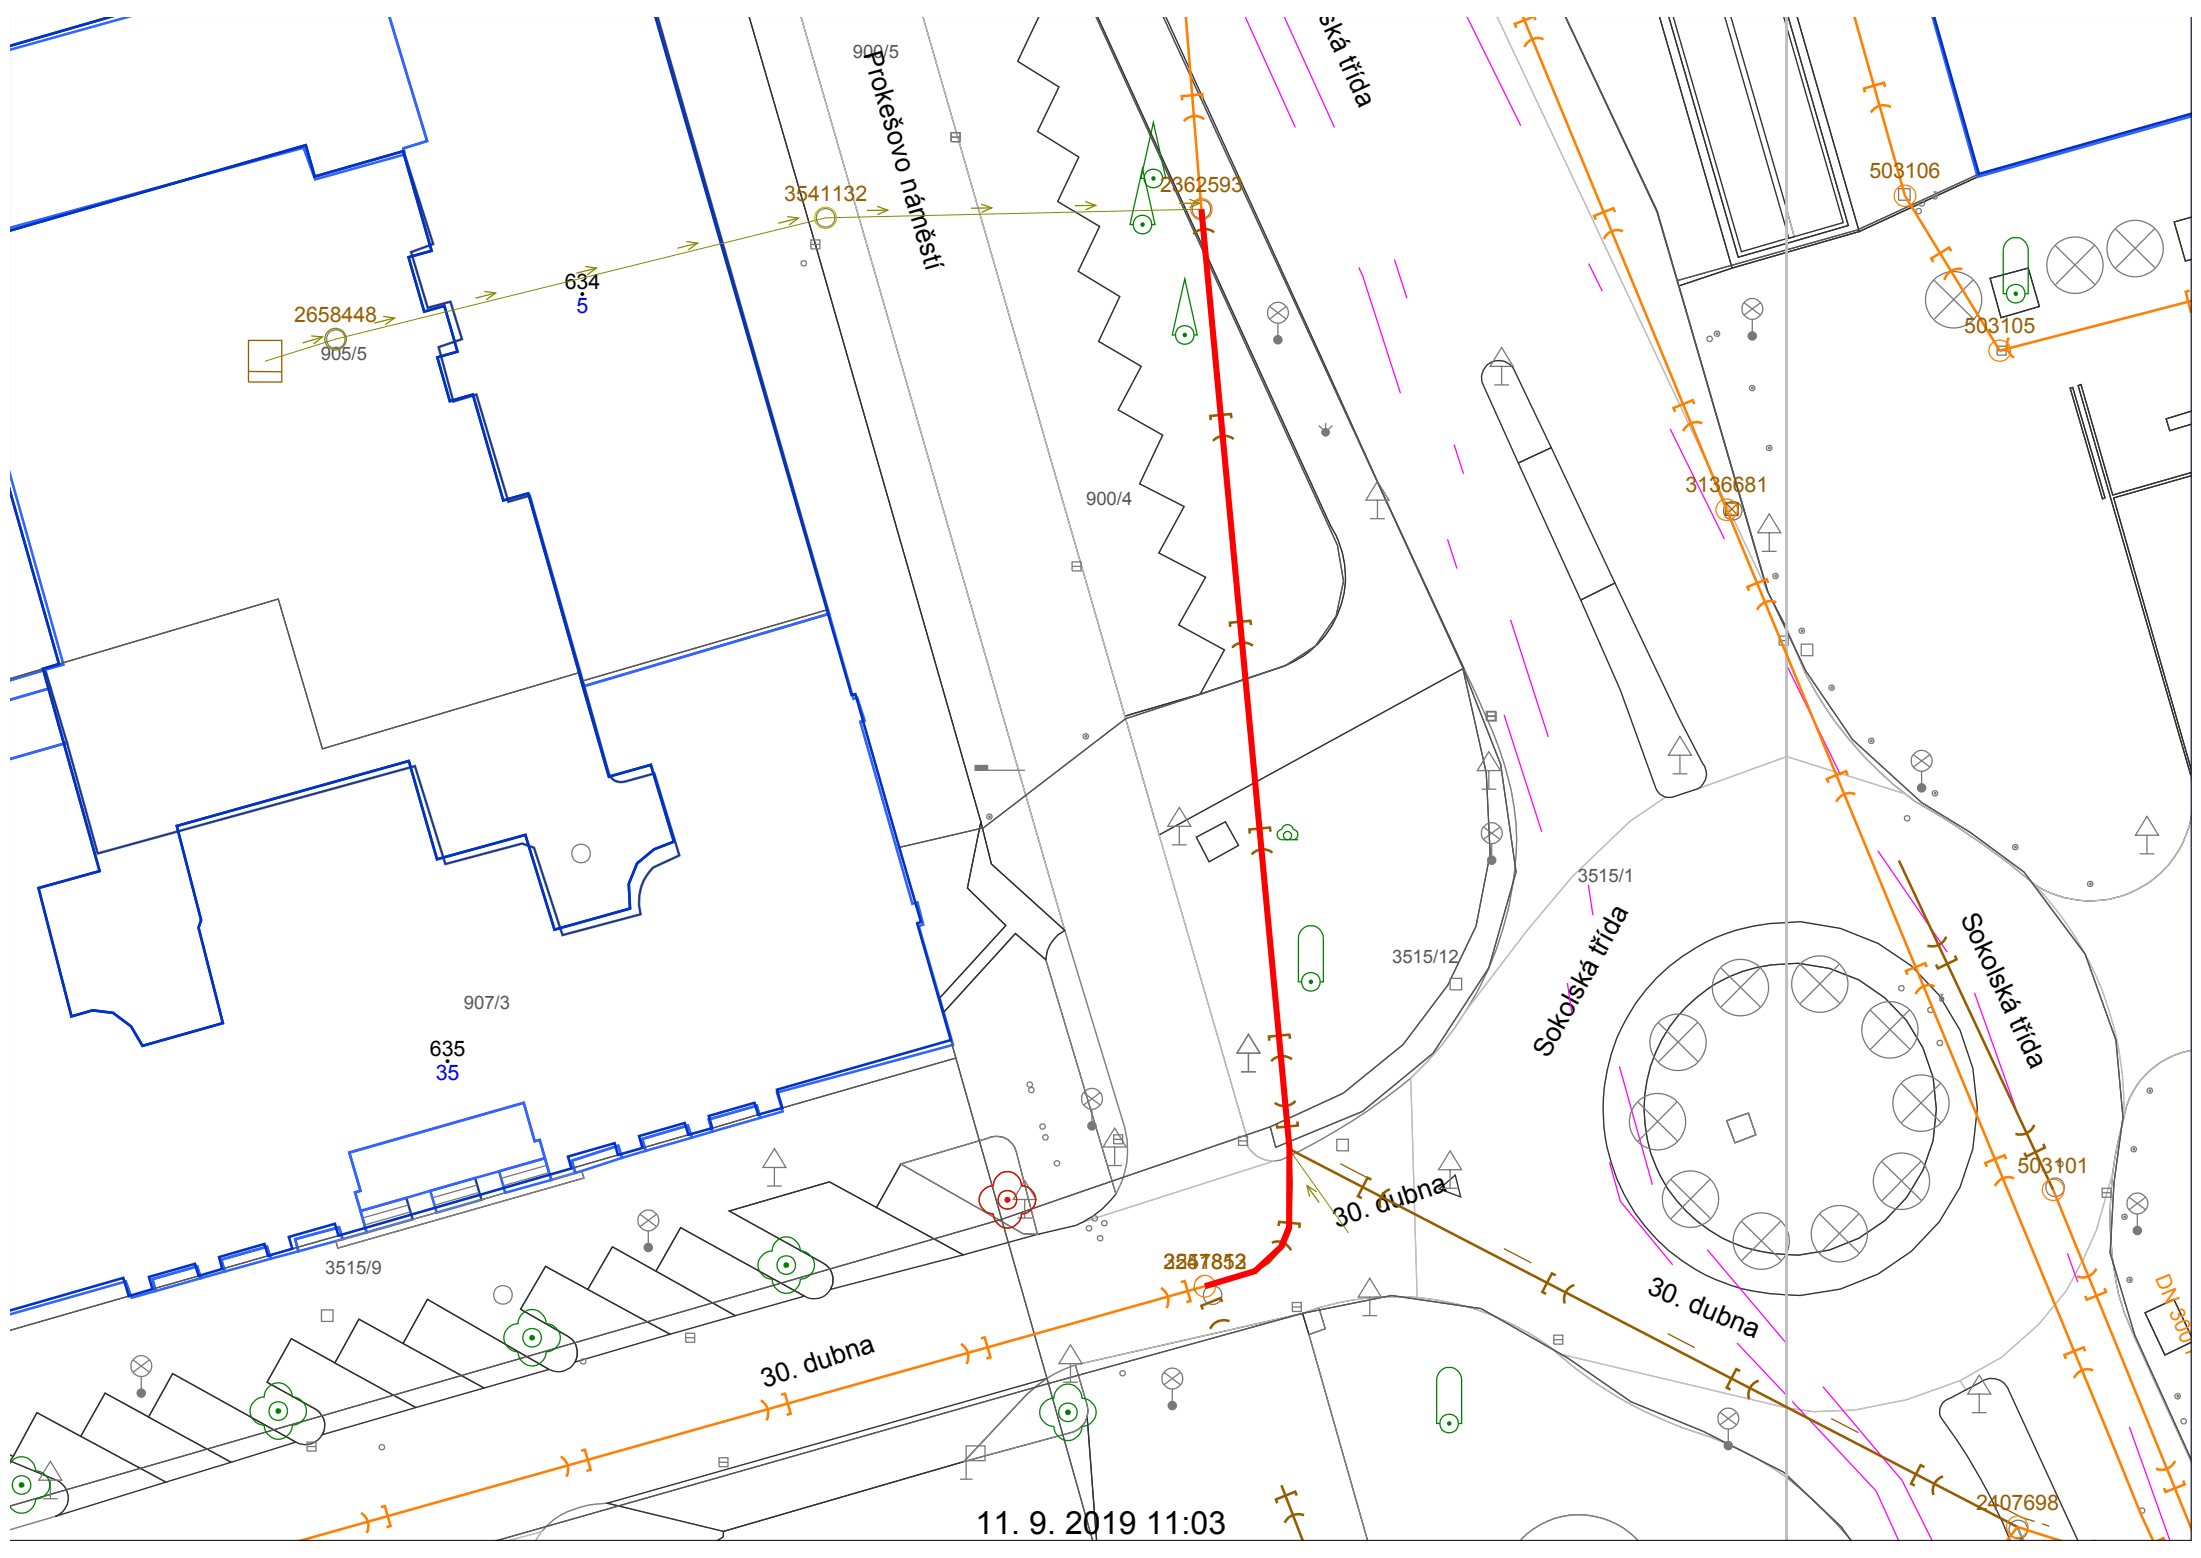 900/5
ská třída
Prokešovo náměstí
503106
2362593
3541132
634
5
2658448
905/5
503105
3136681
900/4
3515/1
Sokolská třída
Sokolská třída
3515/12
907/3
635
35
503101
30. dubna
3515/9
30. dubna
30. dubna
DN 300
2407698
11. 9. 2019 11:03